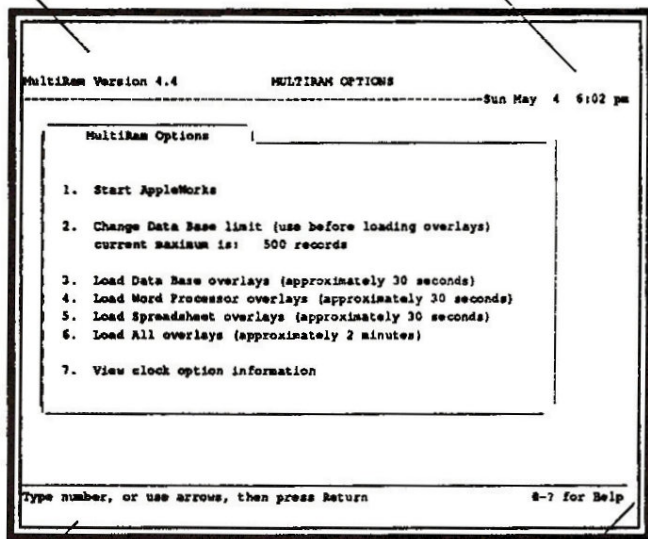 MultiRam Version 4.4 MULTIRAM OPTIONS
Sun May 4 6:02 pm
MultiRam Options
1. Start AppleWorks
2. Change Data Base limit (use before loading overlays)
current maximum is: 500 records
3. Load Data Base overlays (approximately 30 seconds)
4. Load Word Processor overlays (approximately 30 seconds)
5. Load Spreadsheet overlays (approximately 30 seconds)
6. Load All overlays (approximately 2 minutes)
7. View clock option information
Type number, or use arrows, then press Return @-? for Help